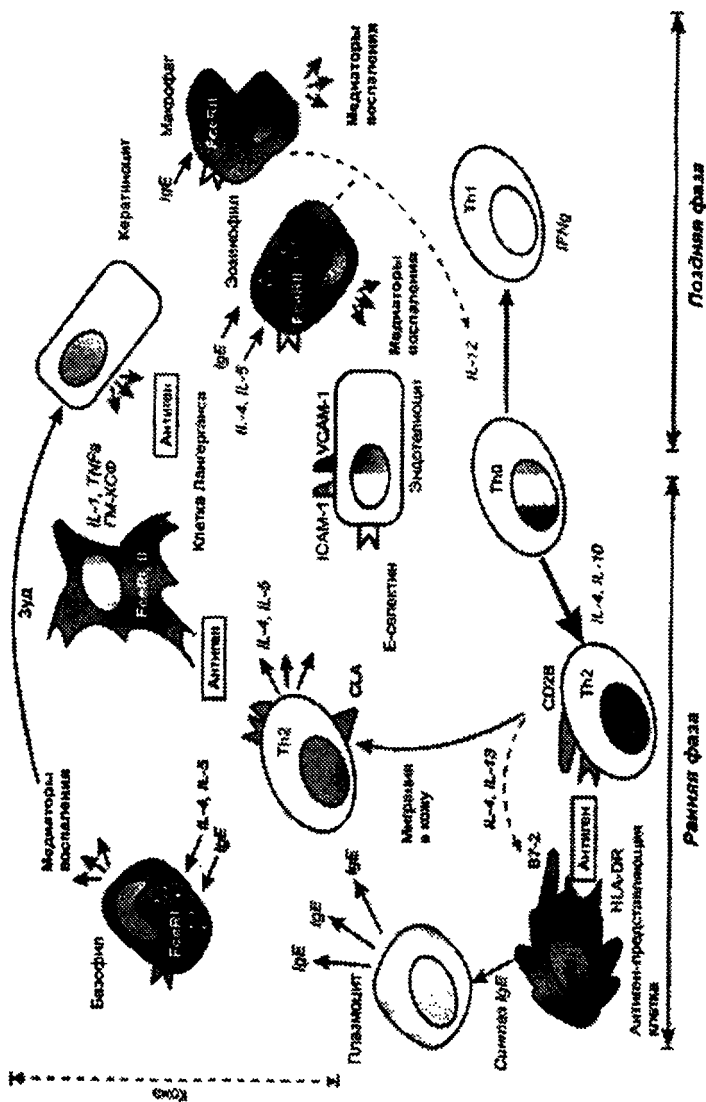 Кожа
Базофил
FcεRI
Медиаторы
воспаления
IL-4, IL-5
IgE
Зуд
Антиген
Клетка Лангерганса
IL-1, TNFa
ГМ-КСФ
Антиген
Кератиноцит
Макрофаг
IgE
FcεRII
Медиаторы
воспаления
Эозинофил
IgE
IL-4, IL-5
Медиаторы
воспаления
Плазмоцит
IgE
IgE
IgE
Синтез IgE
Миграция
в кожу
Th2
IL-4, IL-5
CLA
Е-селектин
ICAM-1
VCAM-1
Эндотелиоцит
IL-12
Th1
IFNg
Th0
IL-4, IL-10
CD28
Th2
IL-4, IL-13
B7-2
Антиген
HLA-DR
Антиген-представляющая
клетка
Ранняя фаза
Поздняя фаза